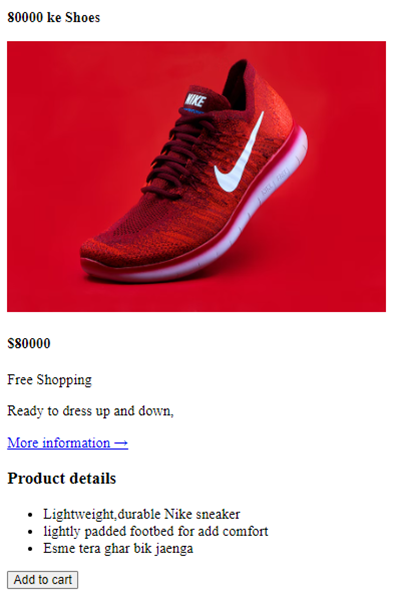 80000 ke Shoes
NIKE
$80000
Free Shopping
Ready to dress up and down,
More information →
Product details
• Lightweight,durable Nike sneaker
• lightly padded footbed for add comfort
• Esme tera ghar bik jaenga
Add to cart